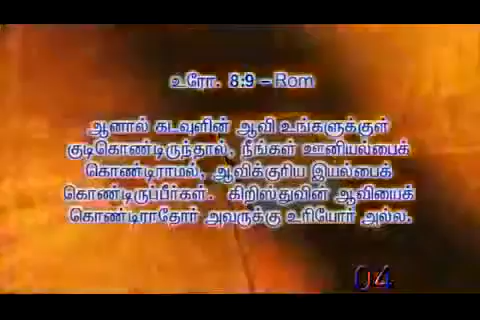 உரோ. 8:9 – Rom
ஆனால் கடவுளின் ஆவி உங்களுக்குள்
குடிகொண்டிருந்தால், நீங்கள் ஊனியல்பைக்
கொண்டிராமல், ஆவிக்குரிய இயல்பைக்
கொண்டிருப்பீர்கள். கிறிஸ்துவின் ஆவியைக்
கொண்டிராதோர் அவருக்கு உரியோர் அல்ல.
04